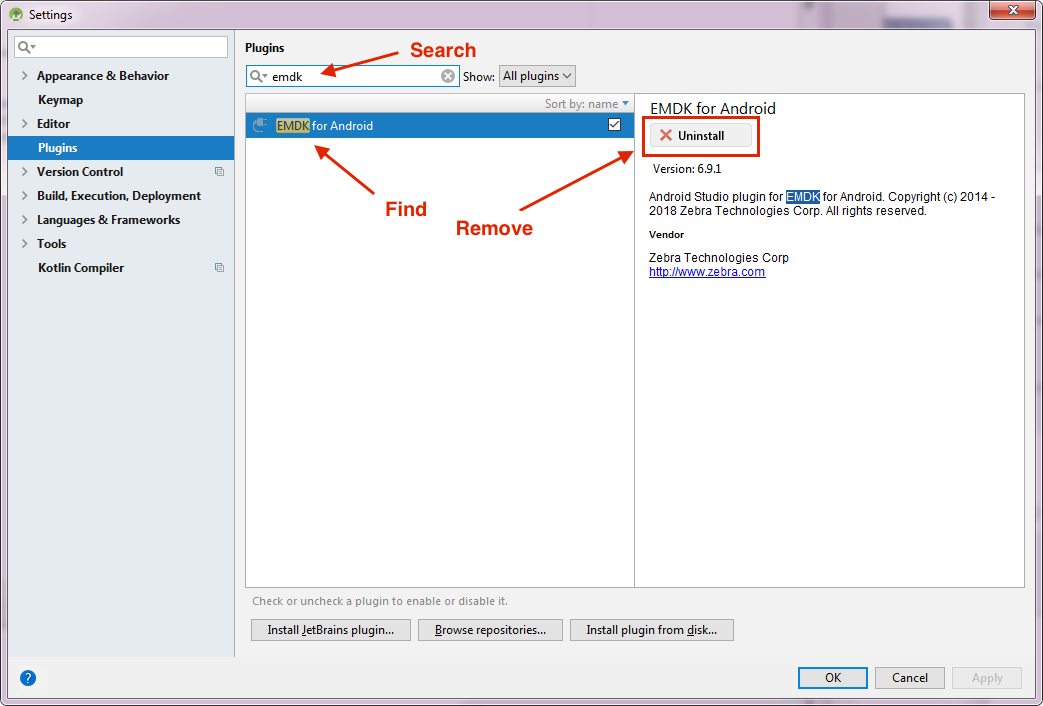 Settings
Appearance & Behavior
Keymap
Editor
Plugins
Version Control
Build, Execution, Deployment
Languages & Frameworks
Tools
Kotlin Compiler
Plugins
Search
emdk
Show: All plugins
Sort by: name
EMDK for Android
Find
Remove
EMDK for Android
Uninstall
Version: 6.9.1
Android Studio plugin for EMDK for Android. Copyright (c) 2014 -
2018 Zebra Technologies Corp. All rights reserved.
Vendor
Zebra Technologies Corp
http://www.zebra.com
Check or uncheck a plugin to enable or disable it.
Install JetBrains plugin... Browse repositories... Install plugin from disk...
? OK Cancel Apply